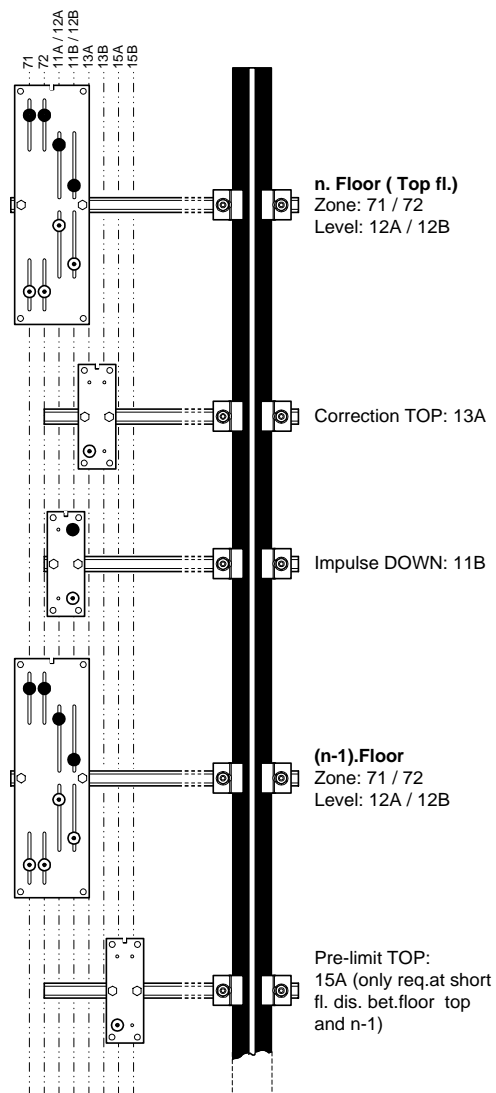 71
72
11A / 12A
11B / 12B
13A
13B
15A
15B
n. Floor ( Top fl.)
Zone: 71 / 72
Level: 12A / 12B
Correction TOP: 13A
Impulse DOWN: 11B
(n-1).Floor
Zone: 71 / 72
Level: 12A / 12B
Pre-limit TOP:
15A (only req.at short
fl. dis. bet.floor top
and n-1)